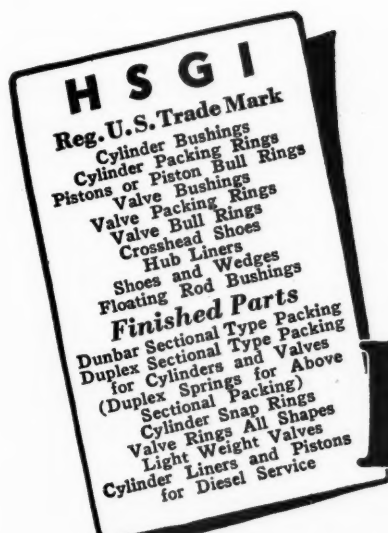 HSGI
Reg. U.S. Trade Mark
Cylinder Bushings
Cylinder Packing Rings
Pistons or Piston Bull Rings
Valve Bushings
Valve Packing Rings
Valve Bull Rings
Crosshead Shoes
Hub Liners
Shoes and Wedges
Floating Rod Bushings
Finished Parts
Dunbar Sectional Type Packing
Duplex Sectional Type Packing
for Cylinders and Valves
(Duplex Springs for Above
Sectional Packing)
Cylinder Snap Rings
Valve Rings All Shapes
Light Weight Valves
Cylinder Liners and Pistons
for Diesel Service